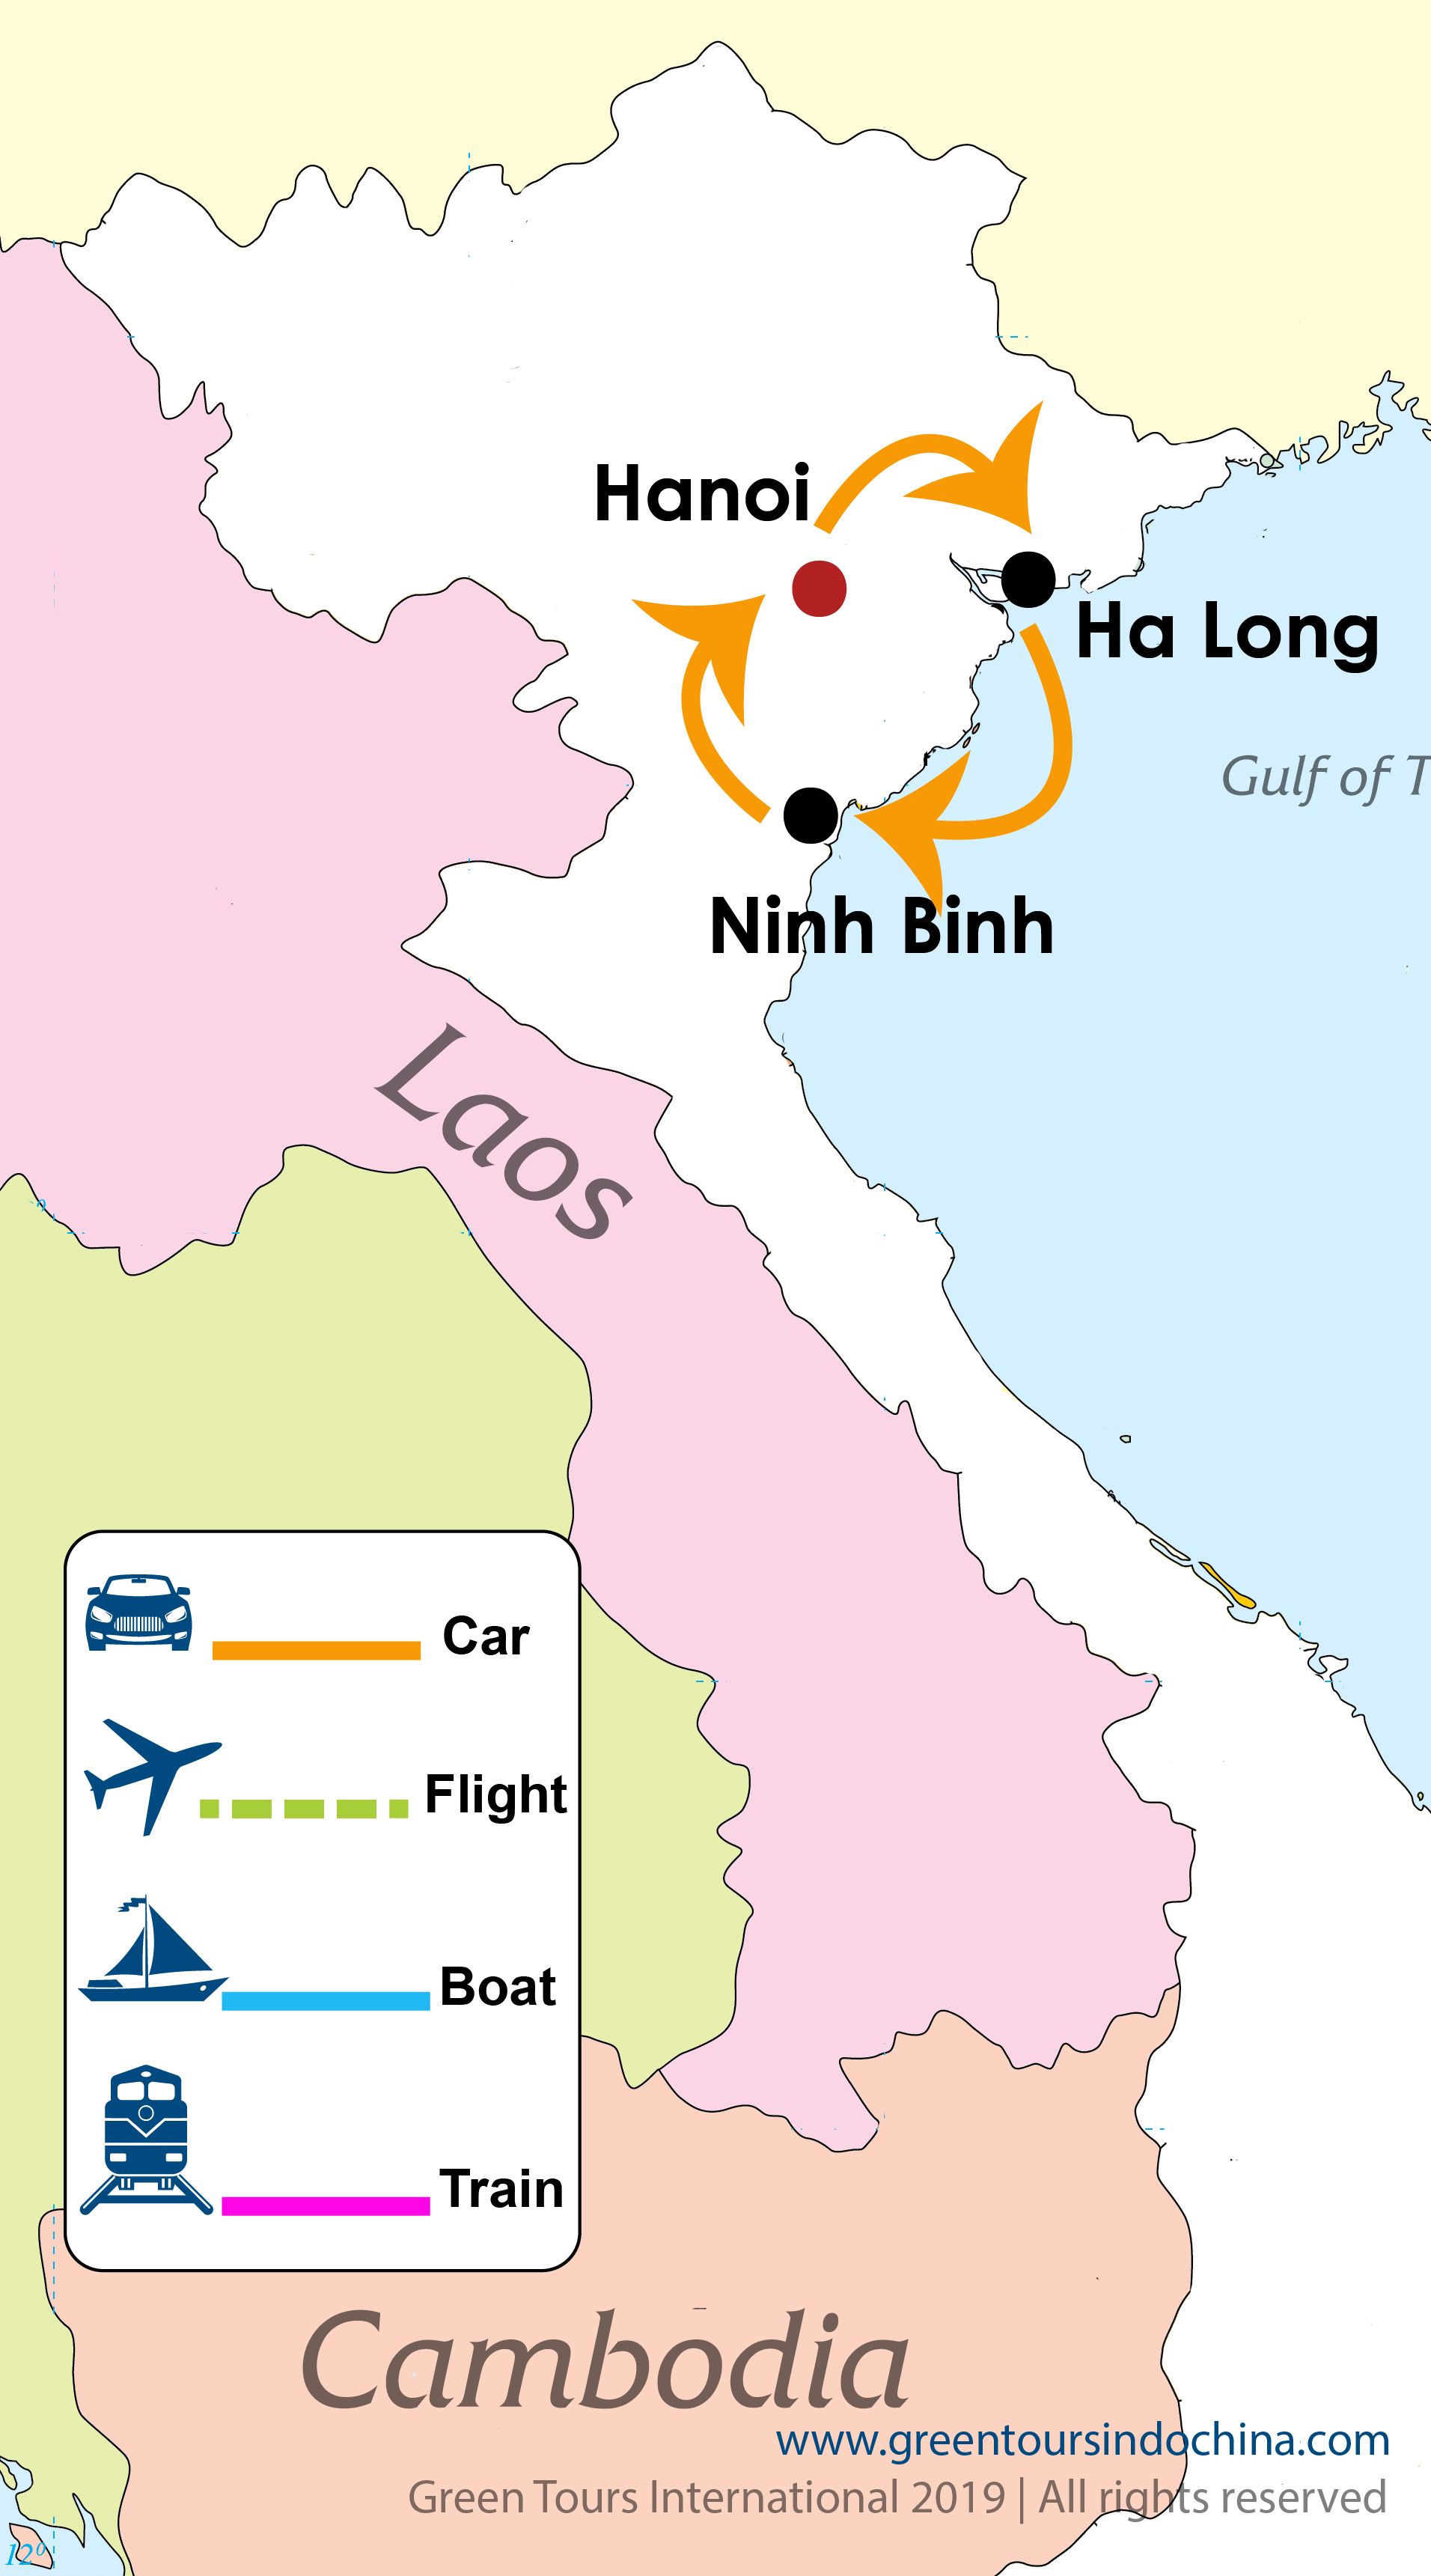 Hanoi
Ha Long
Gulf of T
Ninh Binh
Laos
Car
Flight
Boat
Train
Cambodia
www.greentoursindochina.com
Green Tours International 2019 | All rights reserved
12⁰